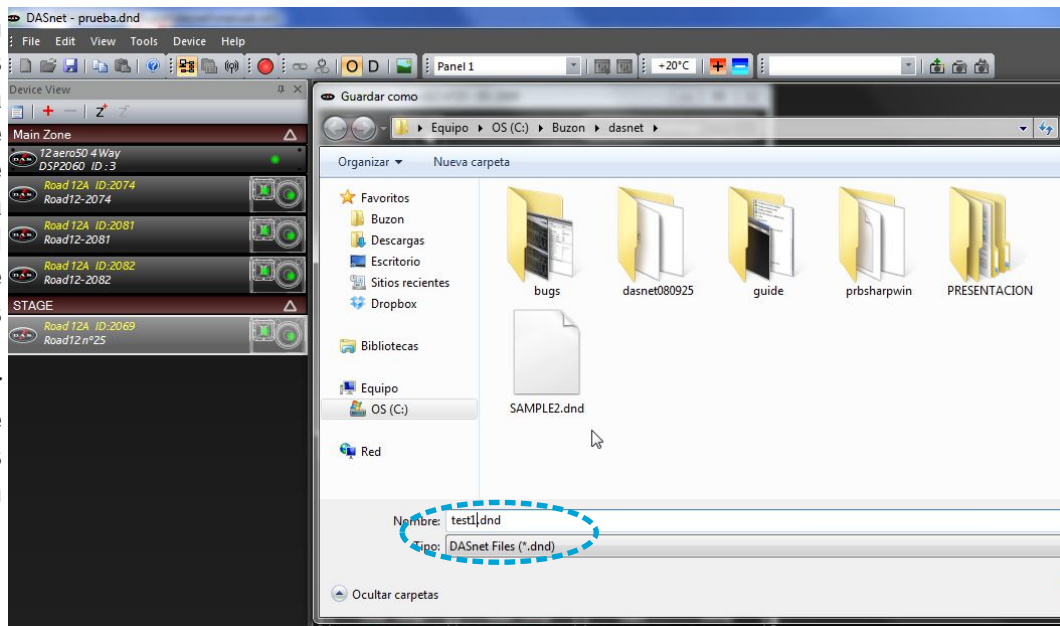 DASnet - prueba.dnd
File Edit View Tools Device Help
O D Panel 1 +20°C
Device View
Main Zone
12aero50 4Way
DSP2060 ID:3
Road 12A ID:2074
Road12-2074
Road 12A ID:2081
Road12-2081
Road 12A ID:2082
Road12-2082
STAGE
Road 12A ID:2069
Road12 nº25
Guardar como
Equipo OS (C:) Buzon dasnet
Organizar Nueva carpeta
Favoritos
Buzon
Descargas
Escritorio
Sitios recientes
Dropbox
Bibliotecas
Equipo
OS (C:)
Red
bugs dasnet080925 guide prbsharpwin PRESENTACION
SAMPLE2.dnd
Nombre: test1.dnd
Tipo: DASnet Files (*.dnd)
Ocultar carpetas